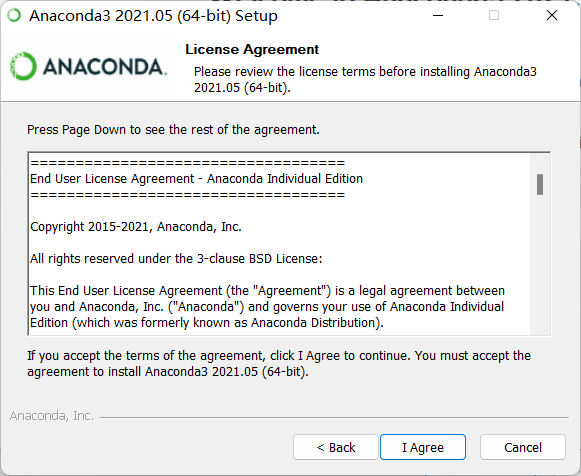 Anaconda3 2021.05 (64-bit) Setup
ANACONDA.
License Agreement
Please review the license terms before installing Anaconda3
2021.05 (64-bit).
Press Page Down to see the rest of the agreement.
===================================
End User License Agreement - Anaconda Individual Edition
===================================
Copyright 2015-2021, Anaconda, Inc.
All rights reserved under the 3-clause BSD License:
This End User License Agreement (the "Agreement") is a legal agreement between
you and Anaconda, Inc. ("Anaconda") and governs your use of Anaconda Individual
Edition (which was formerly known as Anaconda Distribution).
If you accept the terms of the agreement, click I Agree to continue. You must accept the
agreement to install Anaconda3 2021.05 (64-bit).
Anaconda, Inc.
< Back
I Agree
Cancel